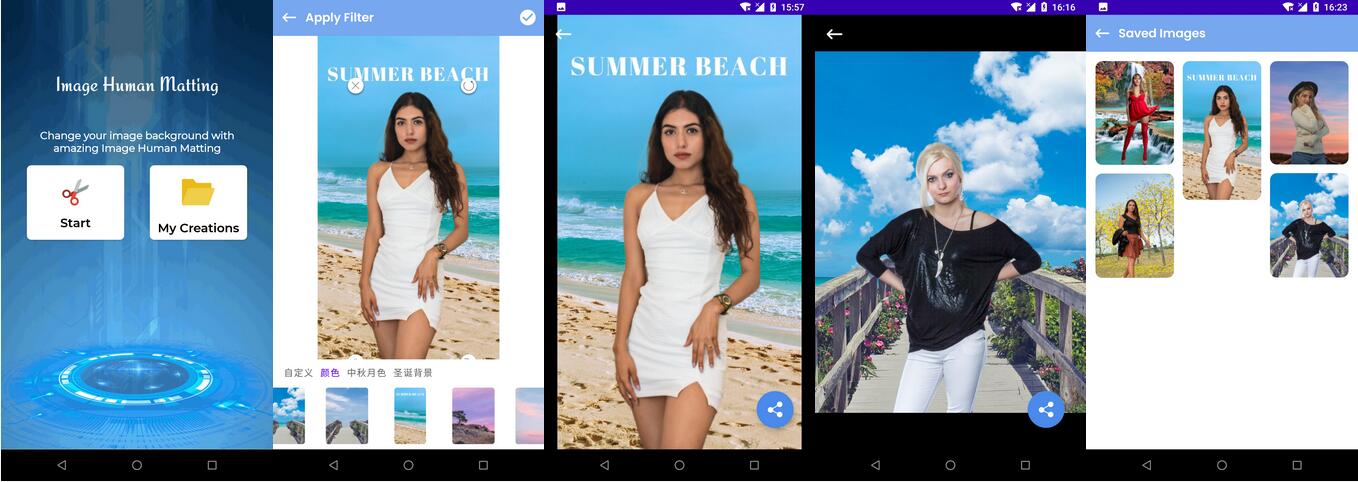 Image Human Matting
Change your image background with
amazing Image Human Matting
Start
My Creations
Apply Filter
SUMMER BEACH
自定义 颜色 中秋月色 圣诞背景
SUMMER BEACH
15:57
SUMMER BEACH
16:16
16:23
Saved Images
SUMMER BEACH